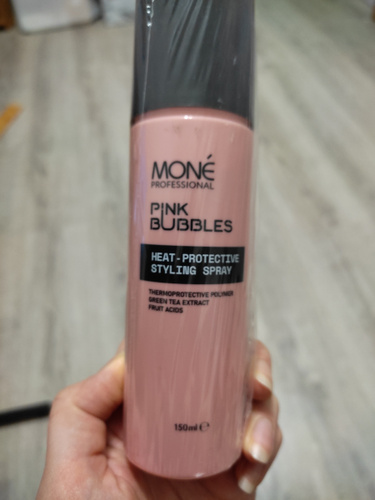 MONÉ
PROFESSIONAL
PINK
BUBBLES
HEAT-PROTECTIVE
STYLING SPRAY
THERMOPROTECTIVE POLYMER
GREEN TEA EXTRACT
FRUIT ACIDS
150ml ℮